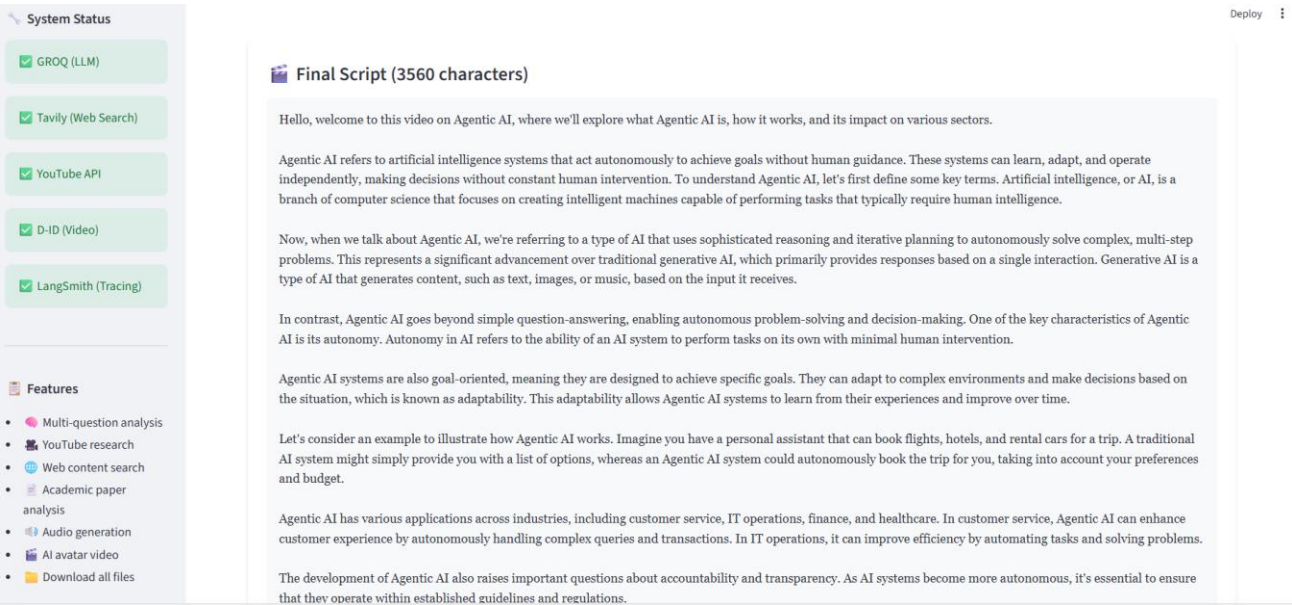 System Status
GROQ (LLM)
Tavily (Web Search)
YouTube API
D-ID (Video)
LangSmith (Tracing)
Features
Multi-question analysis
YouTube research
Web content search
Academic paper
analysis
Audio generation
AI avatar video
Download all files
Deploy
Final Script (3560 characters)
Hello, welcome to this video on Agentic AI, where we'll explore what Agentic AI is, how it works, and its impact on various sectors.
Agentic AI refers to artificial intelligence systems that act autonomously to achieve goals without human guidance. These systems can learn, adapt, and operate
independently, making decisions without constant human intervention. To understand Agentic AI, let's first define some key terms. Artificial intelligence, or AI, is a
branch of computer science that focuses on creating intelligent machines capable of performing tasks that typically require human intelligence.
Now, when we talk about Agentic AI, we're referring to a type of AI that uses sophisticated reasoning and iterative planning to autonomously solve complex, multi-step
problems. This represents a significant advancement over traditional generative AI, which primarily provides responses based on a single interaction. Generative AI is a
type of AI that generates content, such as text, images, or music, based on the input it receives.
In contrast, Agentic AI goes beyond simple question-answering, enabling autonomous problem-solving and decision-making. One of the key characteristics of Agentic
AI is its autonomy. Autonomy in AI refers to the ability of an AI system to perform tasks on its own with minimal human intervention.
Agentic AI systems are also goal-oriented, meaning they are designed to achieve specific goals. They can adapt to complex environments and make decisions based on
the situation, which is known as adaptability. This adaptability allows Agentic AI systems to learn from their experiences and improve over time.
Let's consider an example to illustrate how Agentic AI works. Imagine you have a personal assistant that can book flights, hotels, and rental cars for a trip. A traditional
AI system might simply provide you with a list of options, whereas an Agentic AI system could autonomously book the trip for you, taking into account your preferences
and budget.
Agentic AI has various applications across industries, including customer service, IT operations, finance, and healthcare. In customer service, Agentic AI can enhance
customer experience by autonomously handling complex queries and transactions. In IT operations, it can improve efficiency by automating tasks and solving problems.
The development of Agentic AI also raises important questions about accountability and transparency. As AI systems become more autonomous, it's essential to ensure
that they operate within established guidelines and regulations.